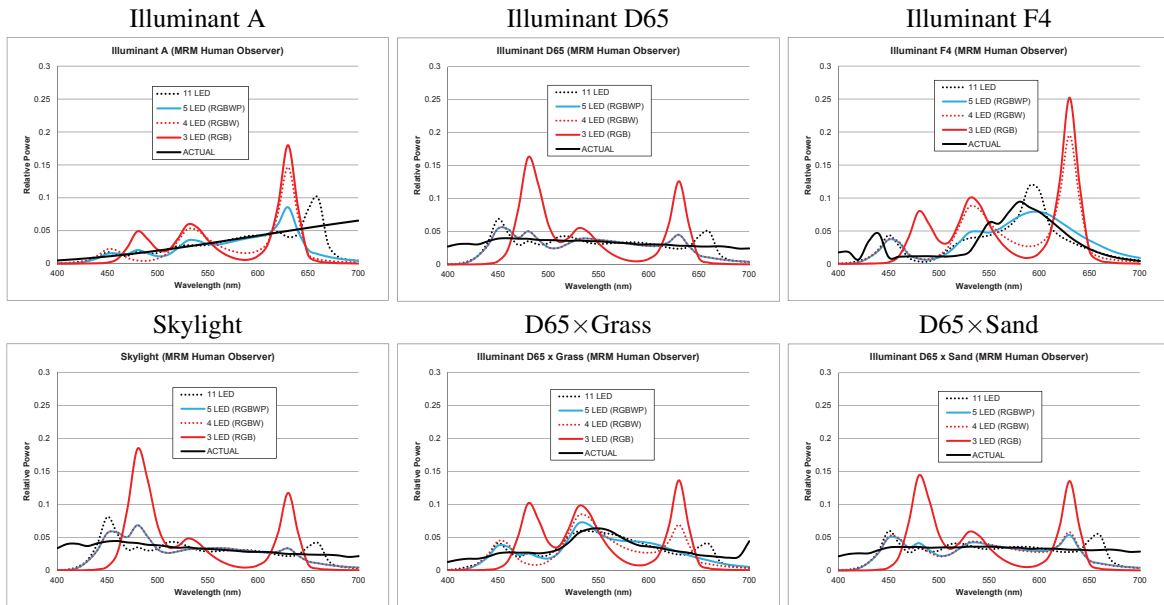 Illuminant A
Illuminant D65
Illuminant F4
Illuminant A (MRM Human Observer)
0.3
0.25
0.2
0.15
0.1
0.05
0
Relative Power
11 LED
5 LED (RGBWP)
4 LED (RGBW)
3 LED (RGB)
ACTUAL
400 450 500 550 600 650 700
Wavelength (nm)
Illuminant D65 (MRM Human Observer)
0.3
0.25
0.2
0.15
0.1
0.05
0
Relative Power
11 LED
5 LED (RGBWP)
4 LED (RGBW)
3 LED (RGB)
ACTUAL
400 450 500 550 600 650 700
Wavelength (nm)
Illuminant F4 (MRM Human Observer)
0.3
0.25
0.2
0.15
0.1
0.05
0
Relative Power
11 LED
5 LED (RGBWP)
4 LED (RGBW)
3 LED (RGB)
ACTUAL
400 450 500 550 600 650 700
Wavelength (nm)
Skylight
D65×Grass
D65×Sand
Skylight (MRM Human Observer)
0.3
0.25
0.2
0.15
0.1
0.05
0
Relative Power
11 LED
5 LED (RGBWP)
4 LED (RGBW)
3 LED (RGB)
ACTUAL
400 450 500 550 600 650 700
Wavelength (nm)
Illuminant D65 x Grass (MRM Human Observer)
0.3
0.25
0.2
0.15
0.1
0.05
0
Relative Power
11 LED
5 LED (RGBWP)
4 LED (RGBW)
3 LED (RGB)
ACTUAL
400 450 500 550 600 650 700
Wavelength (nm)
Illuminant D65 x Sand (MRM Human Observer)
0.3
0.25
0.2
0.15
0.1
0.05
0
Relative Power
11 LED
5 LED (RGBWP)
4 LED (RGBW)
3 LED (RGB)
ACTUAL
400 450 500 550 600 650 700
Wavelength (nm)